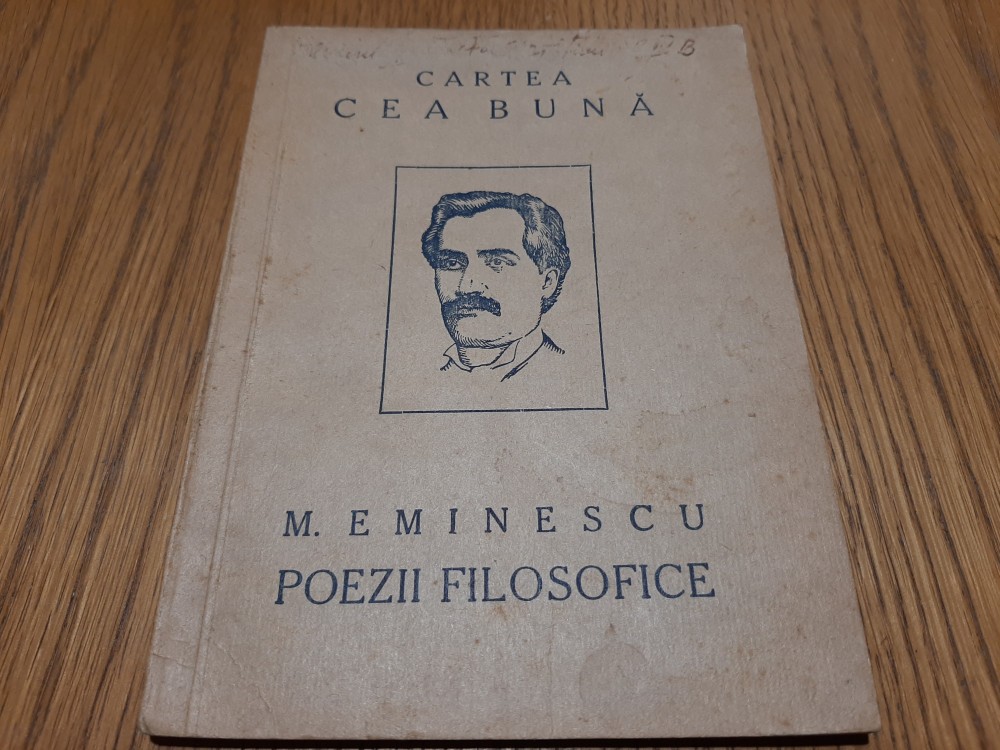 B
CARTEA
CEA BUNĂ
M. EMINESCU
POEZII FILOSOFICE